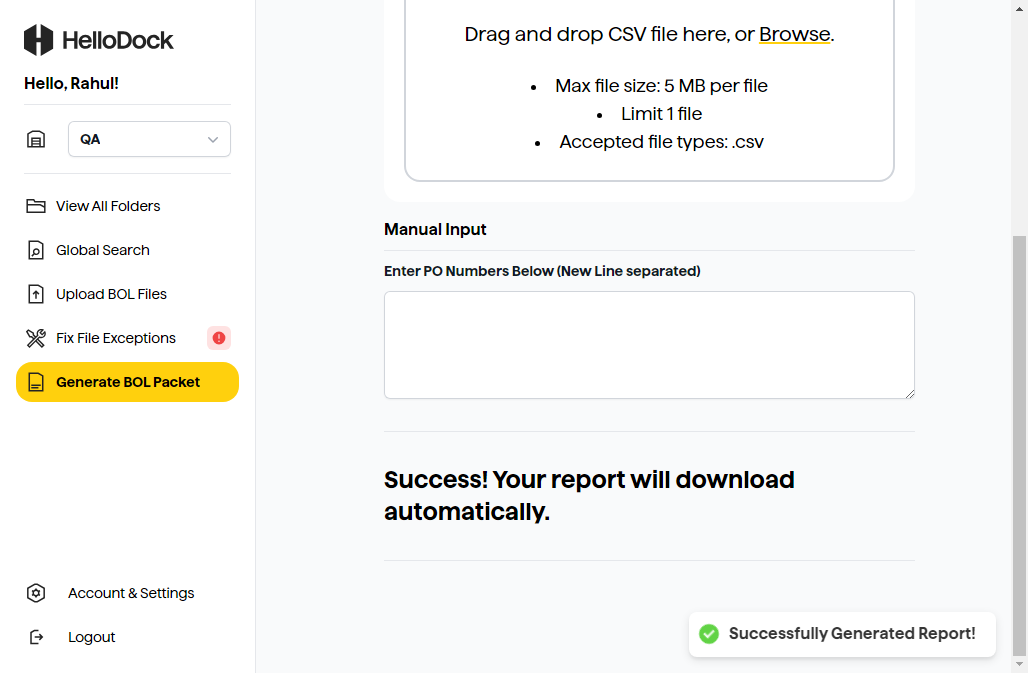 HelloDock
Hello, Rahul!
QA
View All Folders
Global Search
Upload BOL Files
Fix File Exceptions
Generate BOL Packet
Account & Settings
Logout
Drag and drop CSV file here, or Browse.
• Max file size: 5 MB per file
• Limit 1 file
• Accepted file types: .csv
Manual Input
Enter PO Numbers Below (New Line separated)
Success! Your report will download
automatically.
Successfully Generated Report!